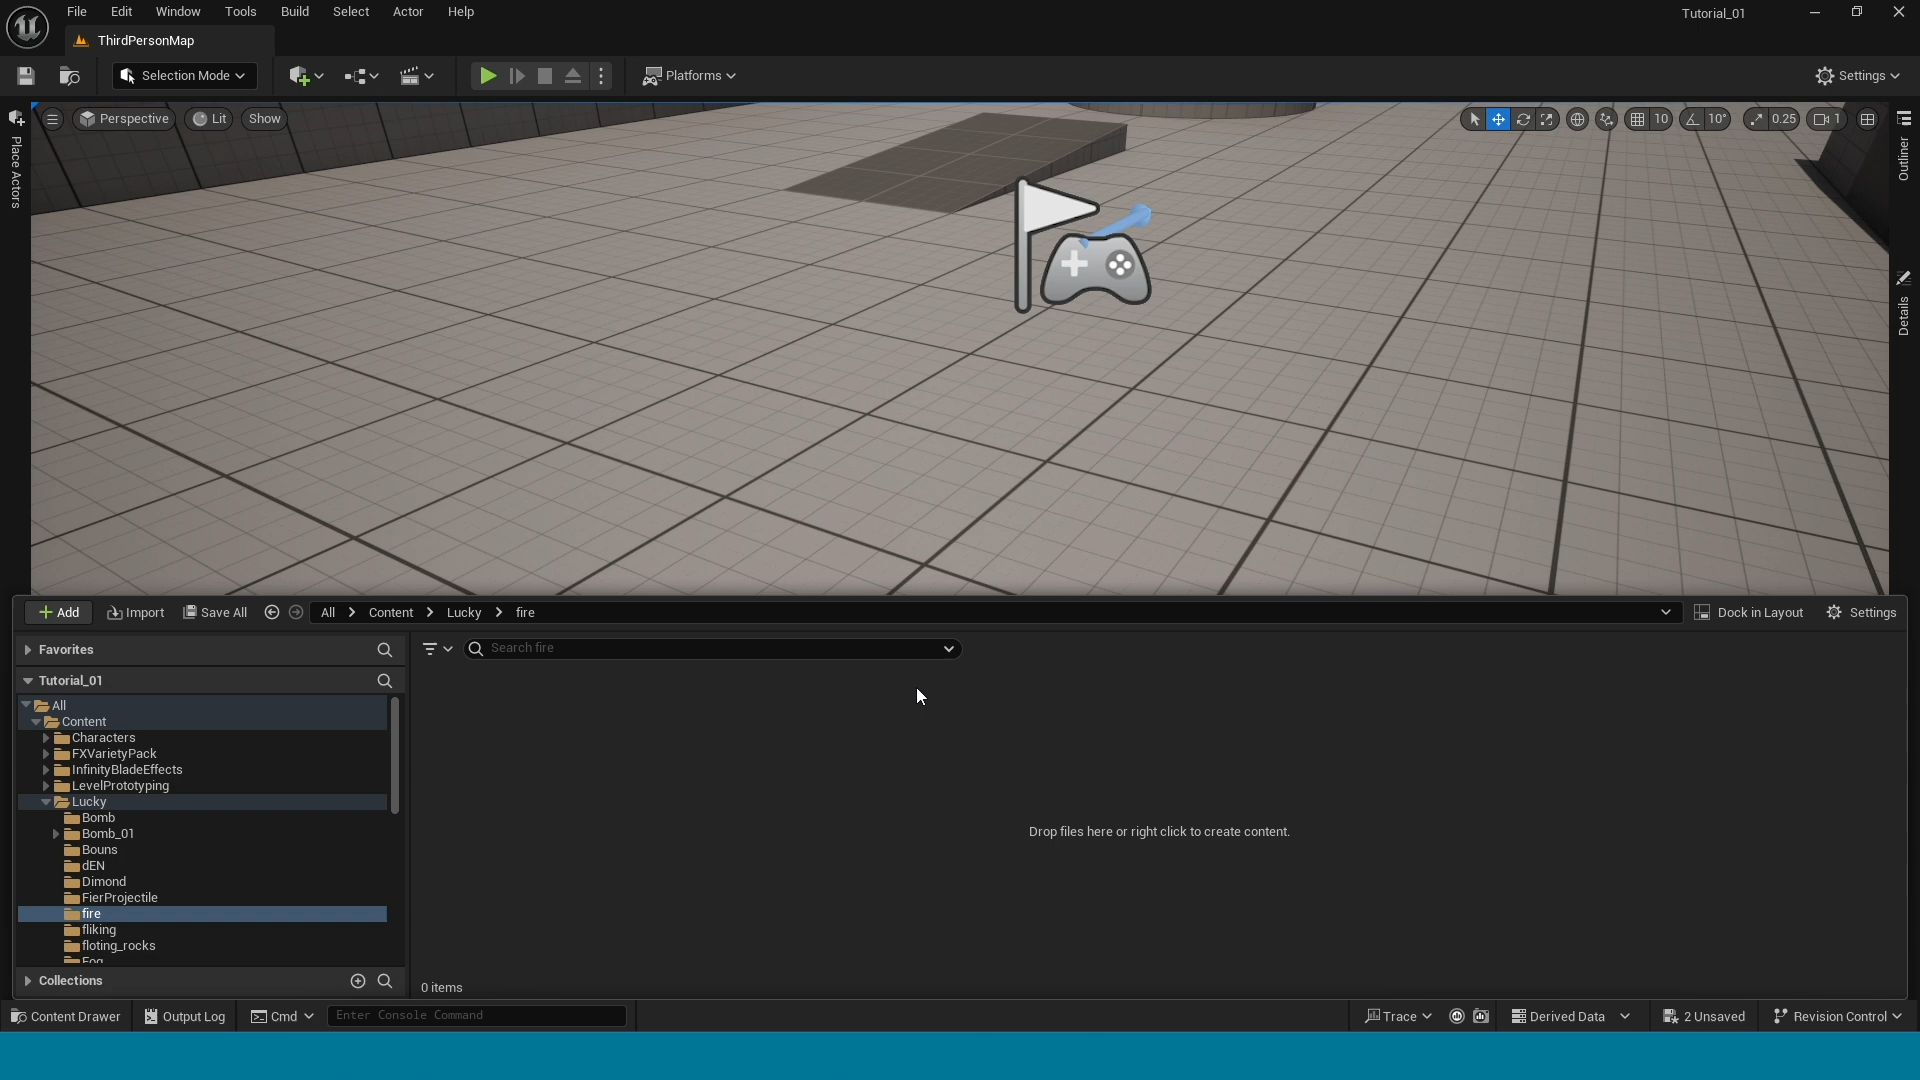 File Edit Window Tools Build Select Actor Help
Tutorial_01
ThirdPersonMap
Selection Mode
Platforms
Settings
Perspective
Lit
Show
10
10°
0.25
1
Place Actors
Outliner
Details
Add
Import
Save All
All > Content > Lucky > fire
Dock in Layout
Settings
Favorites
Search fire
Tutorial_01
All
Content
Characters
FXVarietyPack
InfinityBladeEffects
LevelPrototyping
Lucky
Bomb
Bomb_01
Bouns
dEN
Dimond
FierProjectile
fire
fliking
floting_rocks
Fog
Drop files here or right click to create content.
Collections
0 items
Content Drawer
Output Log
Cmd
Enter Console Command
Trace
Derived Data
2 Unsaved
Revision Control